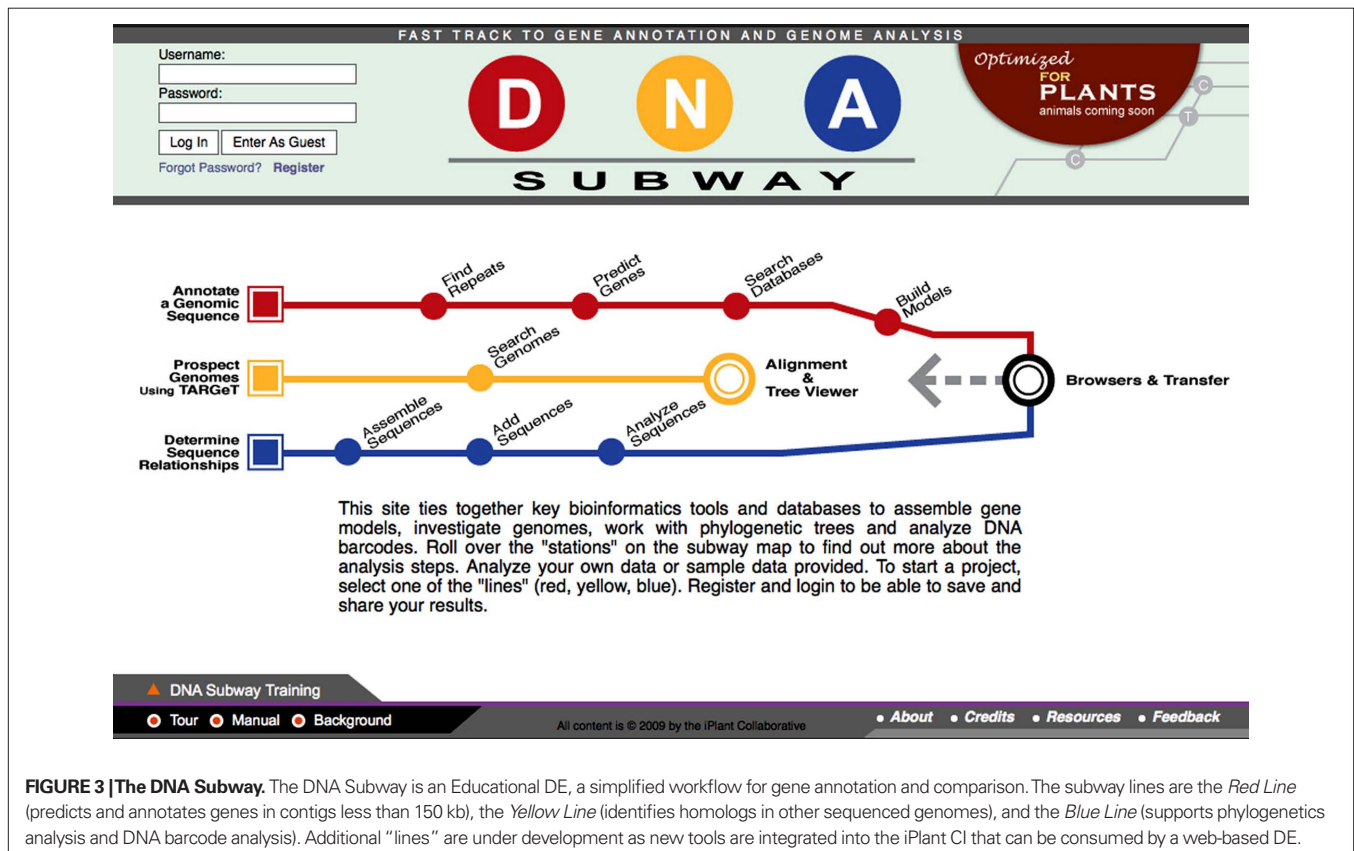 FAST TRACK TO GENE ANNOTATION AND GENOME ANALYSIS
Username:
Password:
Log In
Enter As Guest
Forgot Password? Register
D N A
SUBWAY
Optimized
FOR
PLANTS
animals coming soon
C
T
C
Annotate
a Genomic
Sequence
Find
Repeats
Predict
Genes
Search
Databases
Build
Models
Prospect
Genomes
Using TARGeT
Search
Genomes
Alignment
&
Tree Viewer
Browsers & Transfer
Determine
Sequence
Relationships
Assemble
Sequences
Add
Sequences
Analyze
Sequences
This site ties together key bioinformatics tools and databases to assemble gene
models, investigate genomes, work with phylogenetic trees and analyze DNA
barcodes. Roll over the "stations" on the subway map to find out more about the
analysis steps. Analyze your own data or sample data provided. To start a project,
select one of the "lines" (red, yellow, blue). Register and login to be able to save and
share your results.
DNA Subway Training
Tour Manual Background
All content is © 2009 by the iPlant Collaborative
• About • Credits • Resources • Feedback
FIGURE 3 | The DNA Subway. The DNA Subway is an Educational DE, a simplified workflow for gene annotation and comparison. The subway lines are the Red Line
(predicts and annotates genes in contigs less than 150 kb), the Yellow Line (identifies homologs in other sequenced genomes), and the Blue Line (supports phylogenetics
analysis and DNA barcode analysis). Additional “lines” are under development as new tools are integrated into the iPlant CI that can be consumed by a web-based DE.